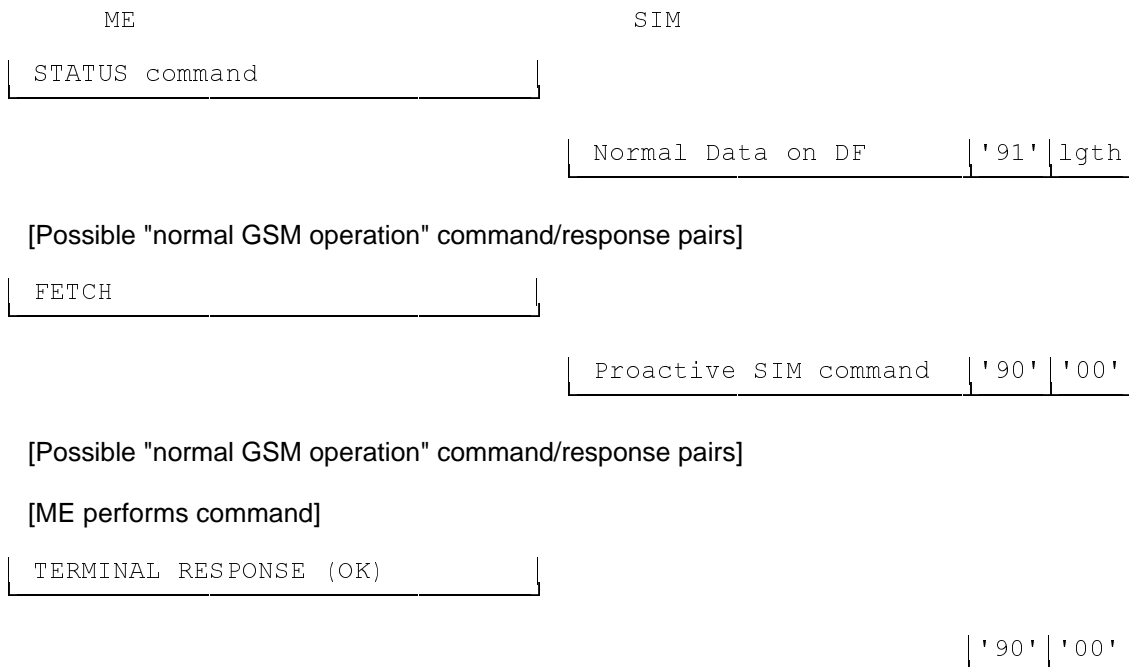 ME SIM
STATUS command
Normal Data on DF '91' lgth
[Possible "normal GSM operation" command/response pairs]
FETCH
Proactive SIM command '90' '00'
[Possible "normal GSM operation" command/response pairs]
[ME performs command]
TERMINAL RESPONSE (OK)
'90' '00'